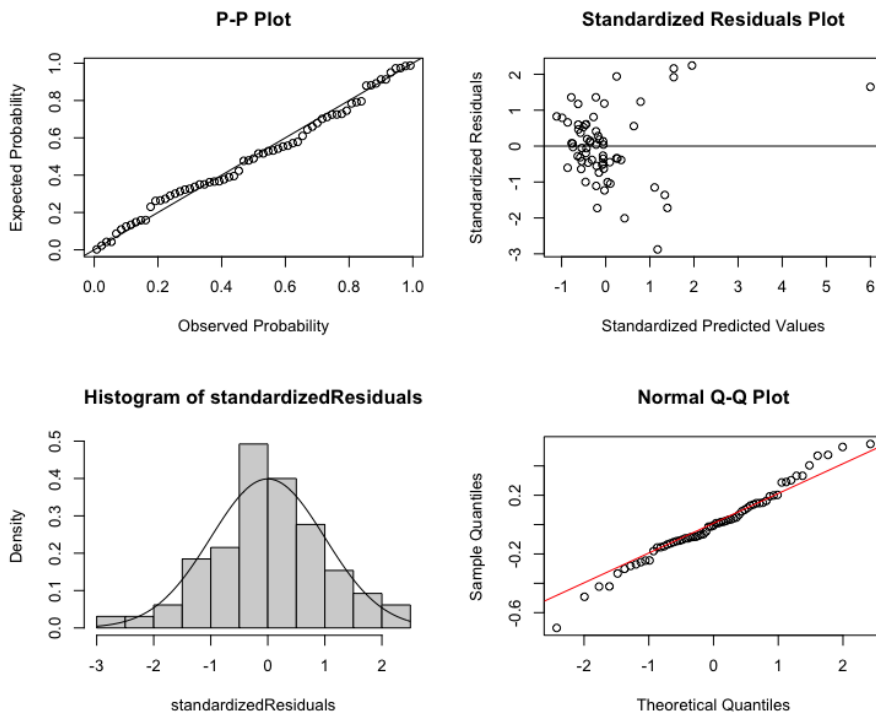 P-P Plot
Expected Probability
0.0 0.2 0.4 0.6 0.8 1.0
0.0 0.2 0.4 0.6 0.8 1.0
Observed Probability
Standardized Residuals Plot
Standardized Residuals
-3 -2 -1 0 1 2
-1 0 1 2 3 4 5 6
Standardized Predicted Values
Histogram of standardizedResiduals
Density
0.0 0.1 0.2 0.3 0.4 0.5
-3 -2 -1 0 1 2
standardizedResiduals
Normal Q-Q Plot
Sample Quantiles
-0.6 -0.2 0.2
-2 -1 0 1 2
Theoretical Quantiles